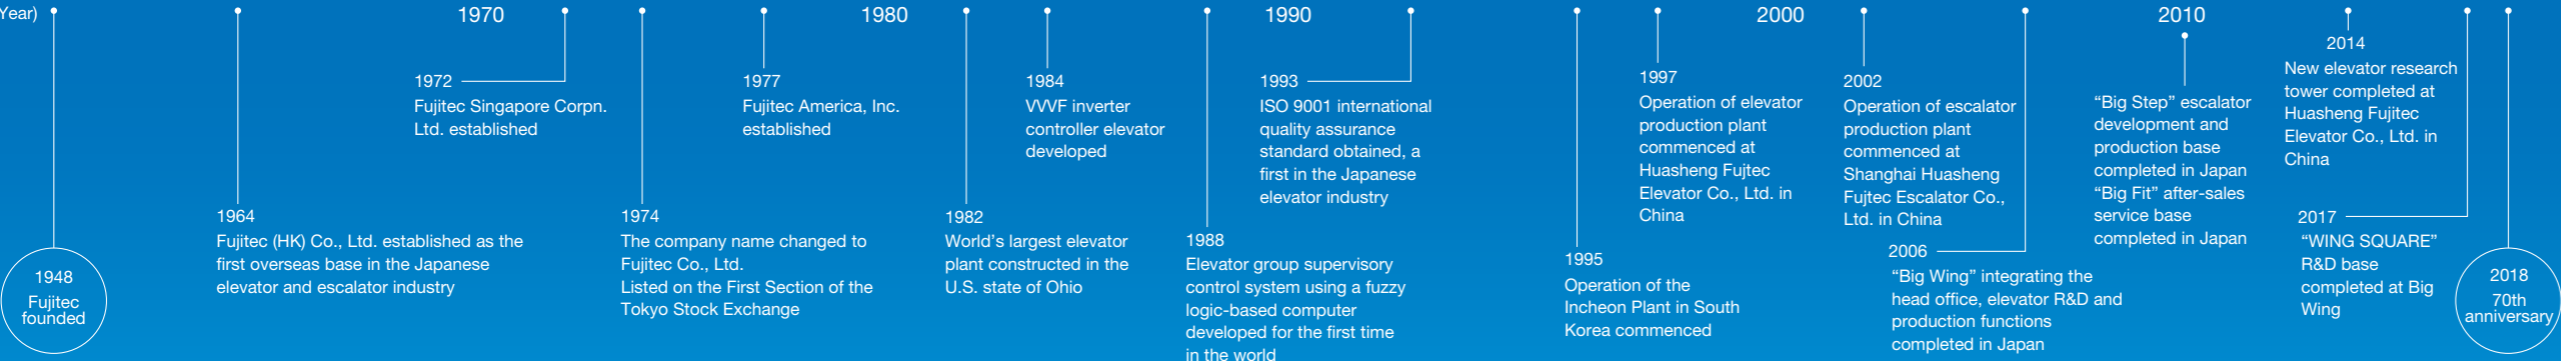 Year)
1970
1980
1990
2000
2010
1948
Fujitec
founded
1964
Fujitec (HK) Co., Ltd. established as the
first overseas base in the Japanese
elevator and escalator industry
1972
Fujitec Singapore Corpn.
Ltd. established
1974
The company name changed to
Fujitec Co., Ltd.
Listed on the First Section of the
Tokyo Stock Exchange
1977
Fujitec America, Inc.
established
1982
World's largest elevator
plant constructed in the
U.S. state of Ohio
1984
VVVF inverter
controller elevator
developed
1988
Elevator group supervisory
control system using a fuzzy
logic-based computer
developed for the first time
in the world
1993
ISO 9001 international
quality assurance
standard obtained, a
first in the Japanese
elevator industry
1995
Operation of the
Incheon Plant in South
Korea commenced
1997
Operation of elevator
production plant
commenced at
Huasheng Fujtec
Elevator Co., Ltd. in
China
2002
Operation of escalator
production plant
commenced at
Shanghai Huasheng
Fujtec Escalator Co.,
Ltd. in China
2006
“Big Wing” integrating the
head office, elevator R&D and
production functions
completed in Japan
“Big Step” escalator
development and
production base
completed in Japan
“Big Fit” after-sales
service base
completed in Japan
2014
New elevator research
tower completed at
Huasheng Fujitec
Elevator Co., Ltd. in
China
2017
“WING SQUARE”
R&D base
completed at Big
Wing
2018
70th
anniversary